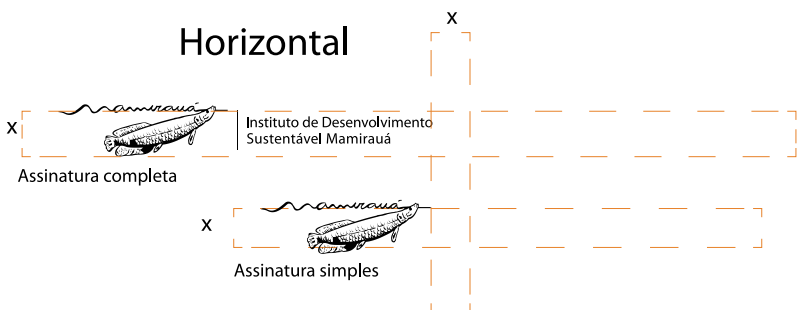 x
Horizontal
mamirauá
x
Instituto de Desenvolvimento
Sustentável Mamirauá
Assinatura completa
mamirauá
x
Assinatura simples